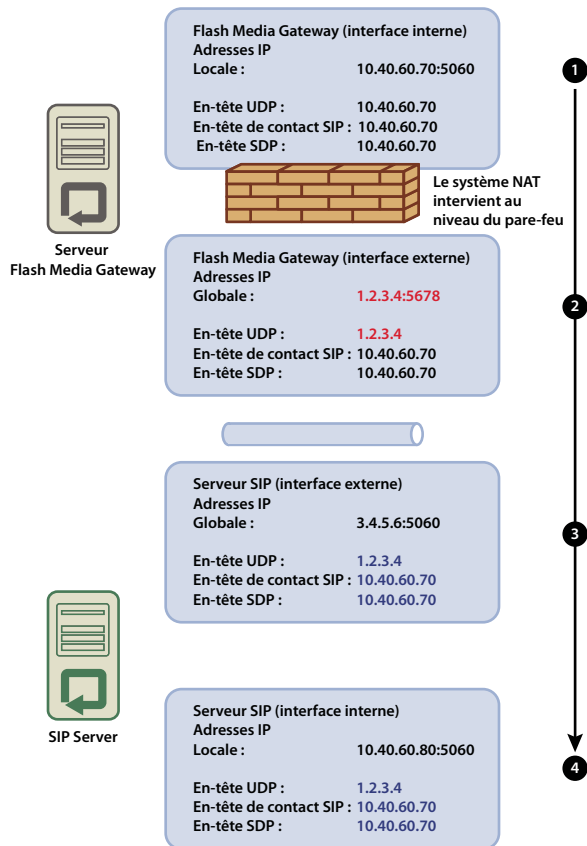 Flash Media Gateway (interface interne)
Adresses IP
Locale : 10.40.60.70:5060
En-tête UDP : 10.40.60.70
En-tête de contact SIP : 10.40.60.70
En-tête SDP : 10.40.60.70
1
Le système NAT
intervient au
niveau du pare-feu
Serveur
Flash Media Gateway
Flash Media Gateway (interface externe)
Adresses IP
Globale : 1.2.3.4:5678
En-tête UDP : 1.2.3.4
En-tête de contact SIP : 10.40.60.70
En-tête SDP : 10.40.60.70
2
Serveur SIP (interface externe)
Adresses IP
Globale : 3.4.5.6:5060
En-tête UDP : 1.2.3.4
En-tête de contact SIP : 10.40.60.70
En-tête SDP : 10.40.60.70
3
SIP Server
Serveur SIP (interface interne)
Adresses IP
Locale : 10.40.60.80:5060
En-tête UDP : 1.2.3.4
En-tête de contact SIP : 10.40.60.70
En-tête SDP : 10.40.60.70
4